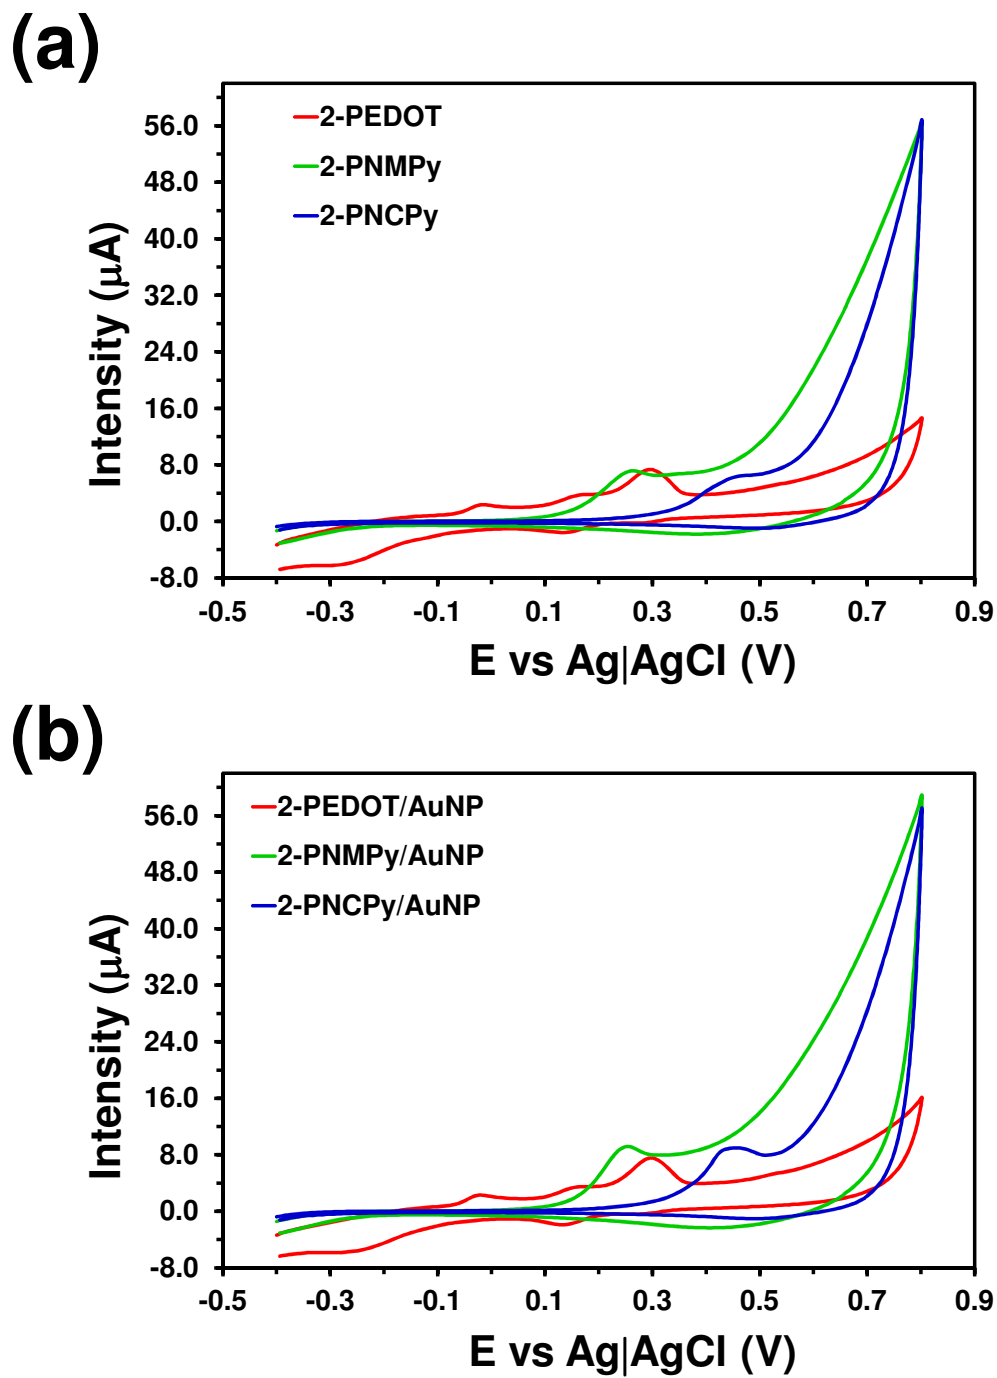 (a)
2-PEDOT
2-PNMPy
2-PNCPy
56.0
48.0
40.0
32.0
24.0
16.0
8.0
0.0
-8.0
Intensity (μA)
-0.5 -0.3 -0.1 0.1 0.3 0.5 0.7 0.9
E vs Ag|AgCl (V)
(b)
2-PEDOT/AuNP
2-PNMPy/AuNP
2-PNCPy/AuNP
56.0
48.0
40.0
32.0
24.0
16.0
8.0
0.0
-8.0
Intensity (μA)
-0.5 -0.3 -0.1 0.1 0.3 0.5 0.7 0.9
E vs Ag|AgCl (V)